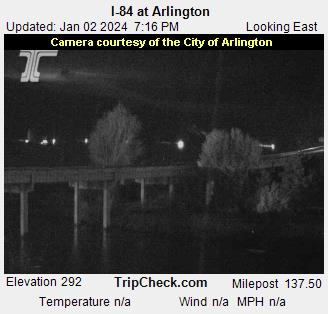 I-84 at Arlington
Updated: Jan 02 2024 7:16 PM Looking East
Camera courtesy of the City of Arlington
Elevation 292 TripCheck.com Milepost 137.50
Temperature n/a Wind n/a MPH n/a